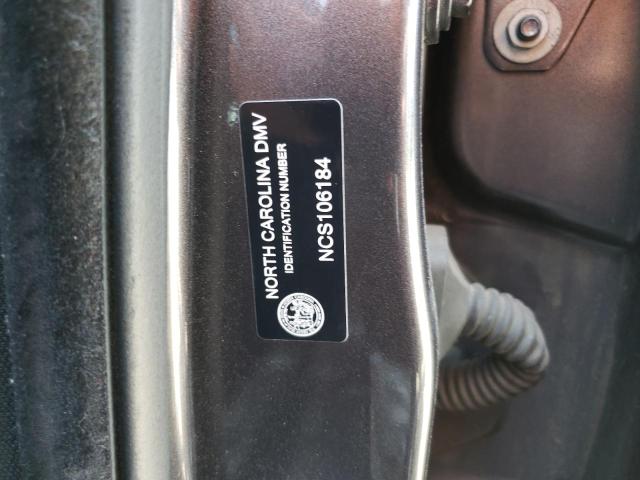 NORTH CAROLINA DMV
IDENTIFICATION NUMBER
NCS106184